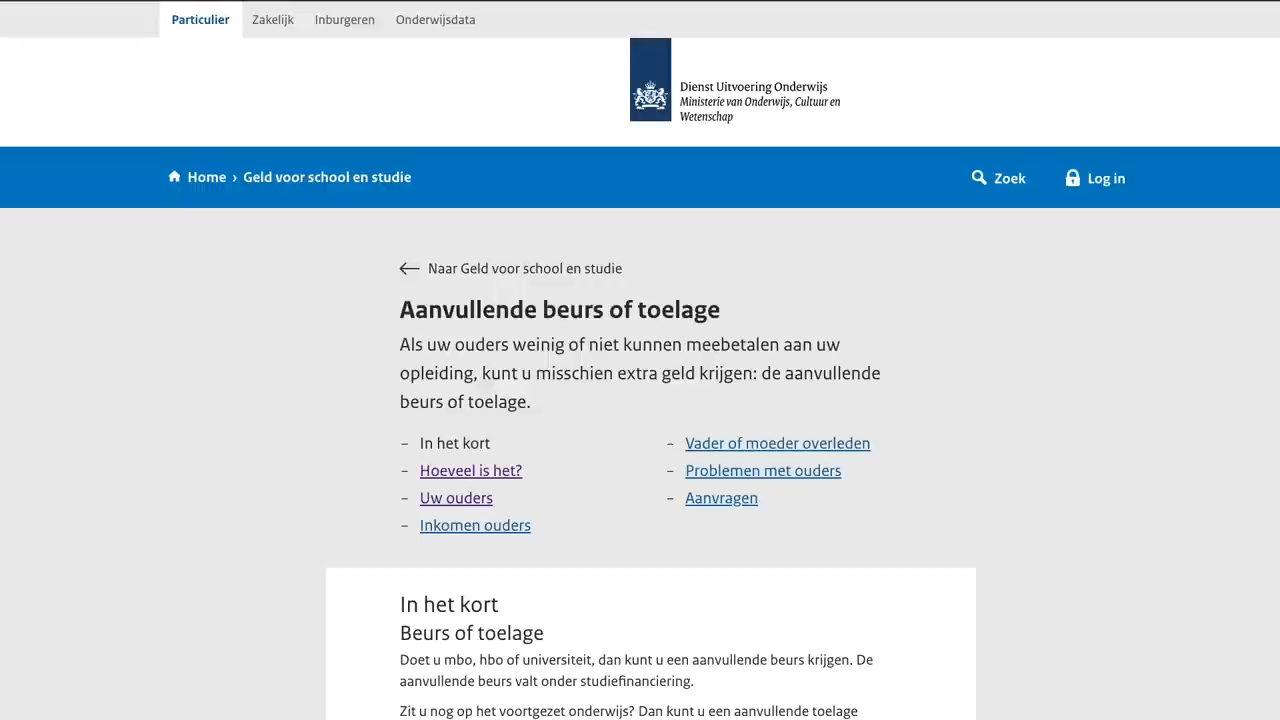 Particulier Zakelijk Inburgeren Onderwijsdata
Dienst Uitvoering Onderwijs
Ministerie van Onderwijs, Cultuur en
Wetenschap
Home › Geld voor school en studie Zoek Log in
Naar Geld voor school en studie
Aanvullende beurs of toelage
Als uw ouders weinig of niet kunnen meebetalen aan uw
opleiding, kunt u misschien extra geld krijgen: de aanvullende
beurs of toelage.
– In het kort
– Hoeveel is het?
– Uw ouders
– Inkomen ouders
– Vader of moeder overleden
– Problemen met ouders
– Aanvragen
In het kort
Beurs of toelage
Doet u mbo, hbo of universiteit, dan kunt u een aanvullende beurs krijgen. De
aanvullende beurs valt onder studiefinanciering.
Zit u nog op het voortgezet onderwijs? Dan kunt u een aanvullende toelage